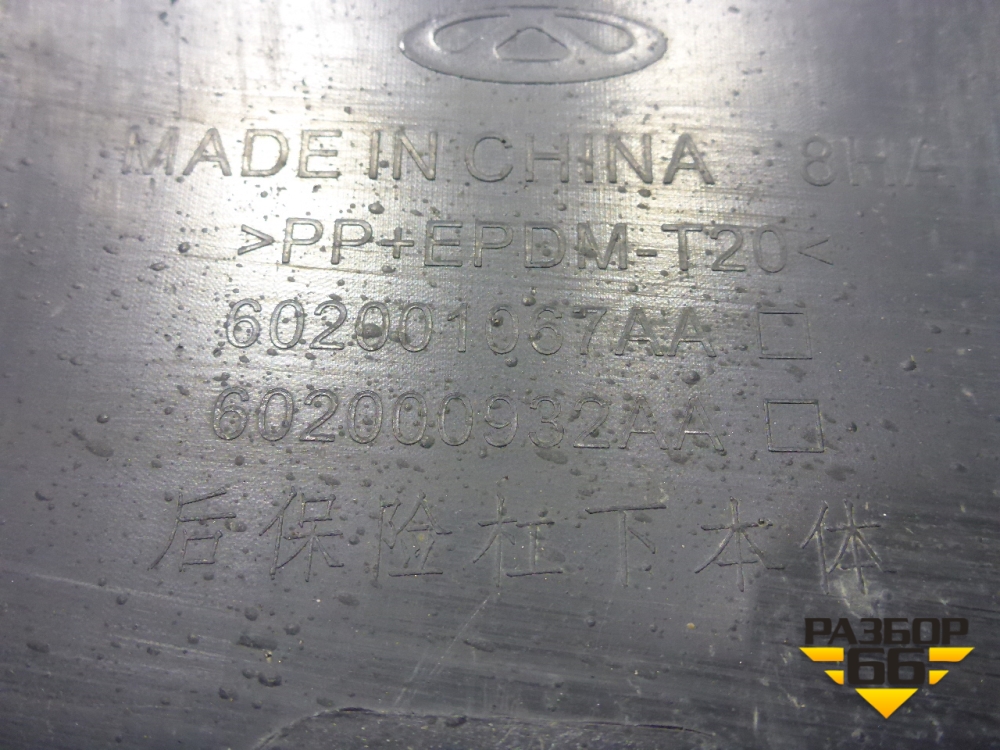 MADE IN CHINA 8HA
>PP+EPDM-T20<
602001067AA
602000932AA
后保险杠下本体
РАЗБОР
66